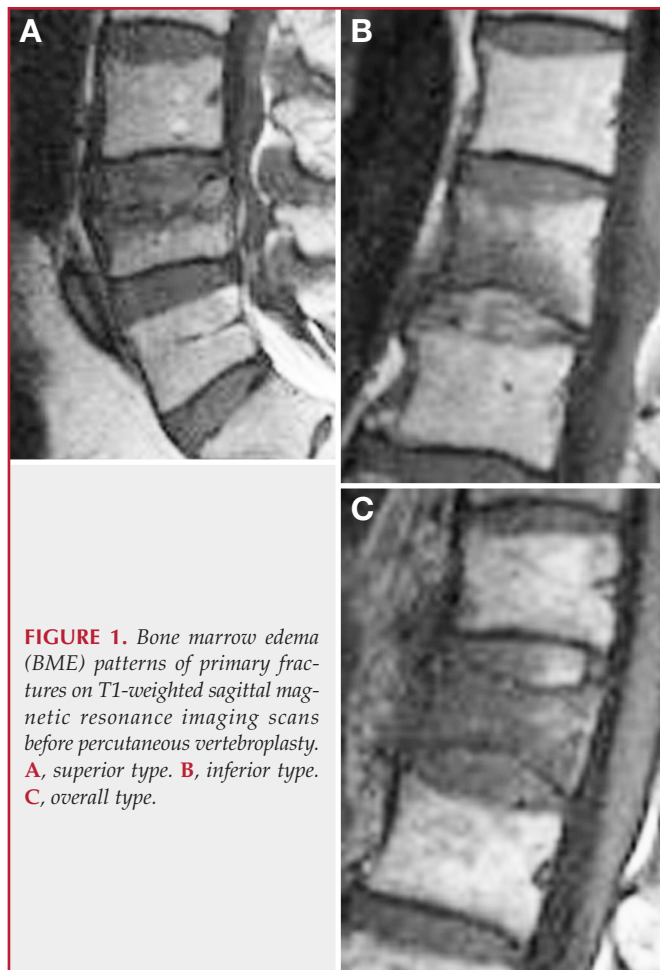 A
B
C
FIGURE 1. Bone marrow edema
(BME) patterns of primary frac-
tures on T1-weighted sagittal mag-
netic resonance imaging scans
before percutaneous vertebroplasty.
A, superior type. B, inferior type.
C, overall type.